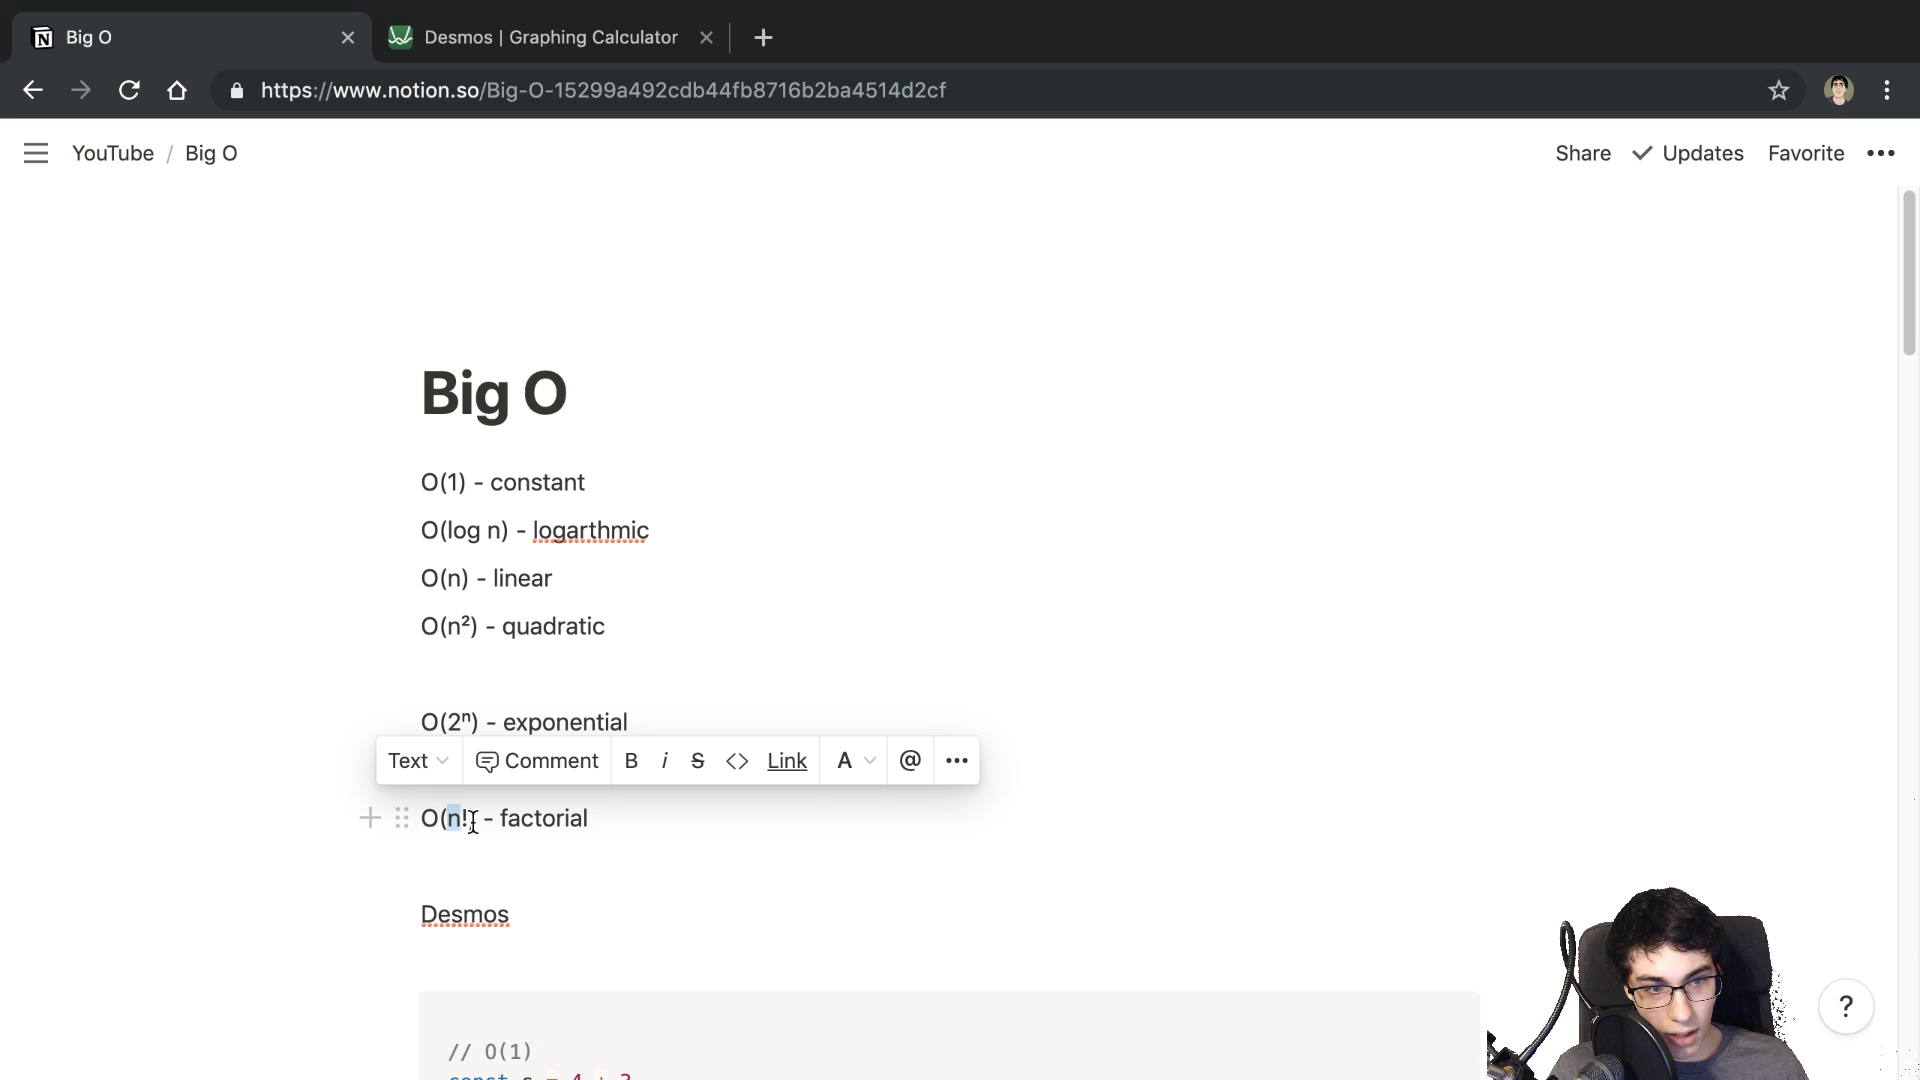 Big O
Desmos | Graphing Calculator
https://www.notion.so/Big-O-15299a492cdb44fb8716b2ba4514d2cf
YouTube / Big O
Share Updates Favorite •••
Big O
O(1) - constant
O(log n) - logarthmic
O(n) - linear
O(n²) - quadratic
O(2ⁿ) - exponential
Text Comment B i S <> Link A @ •••
O(n! - factorial
Desmos
?
// O(1)